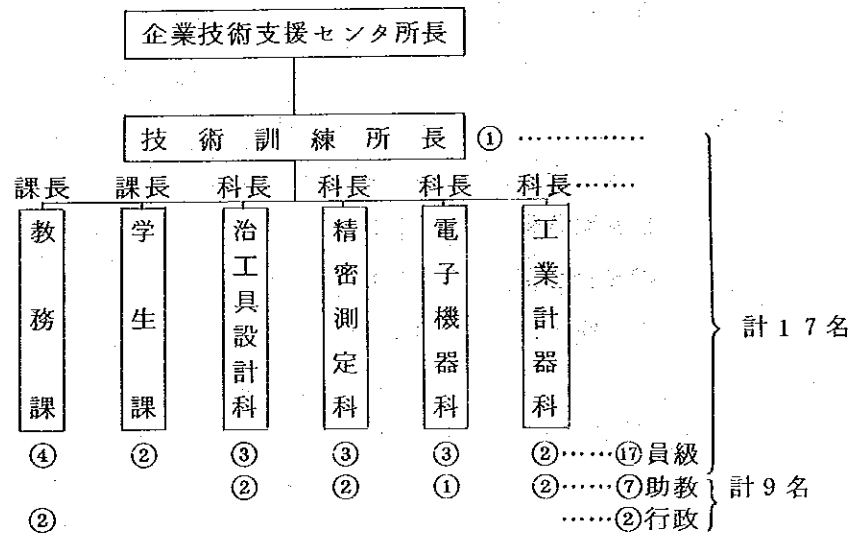 企業技術支援センタ所長
技術訓練所長 ① ……………
課長 課長 科長 科長 科長 科長……
教務課 学生課 治工具設計科 精密測定科 電子機器科 工業計器科
計17名
④ ② ③ ③ ③ ②……⑰員級
② ② ① ②……⑦助教 計9名
② ……②行政